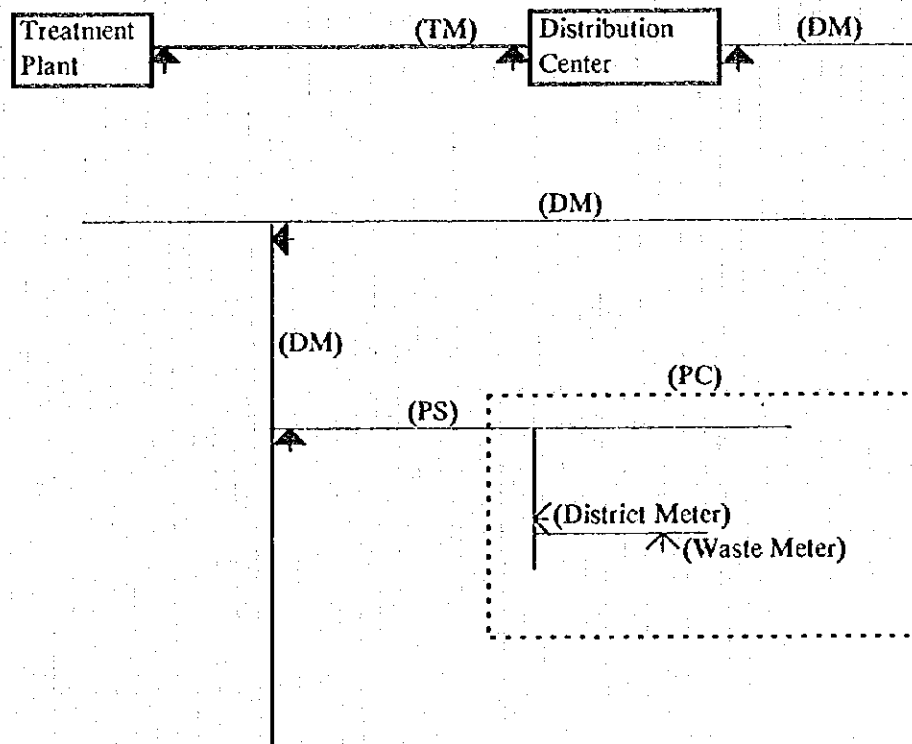 Treatment
Plant
(TM)
Distribution
Center
(DM)
(DM)
(DM)
(PC)
(PS)
(District Meter)
(Waste Meter)